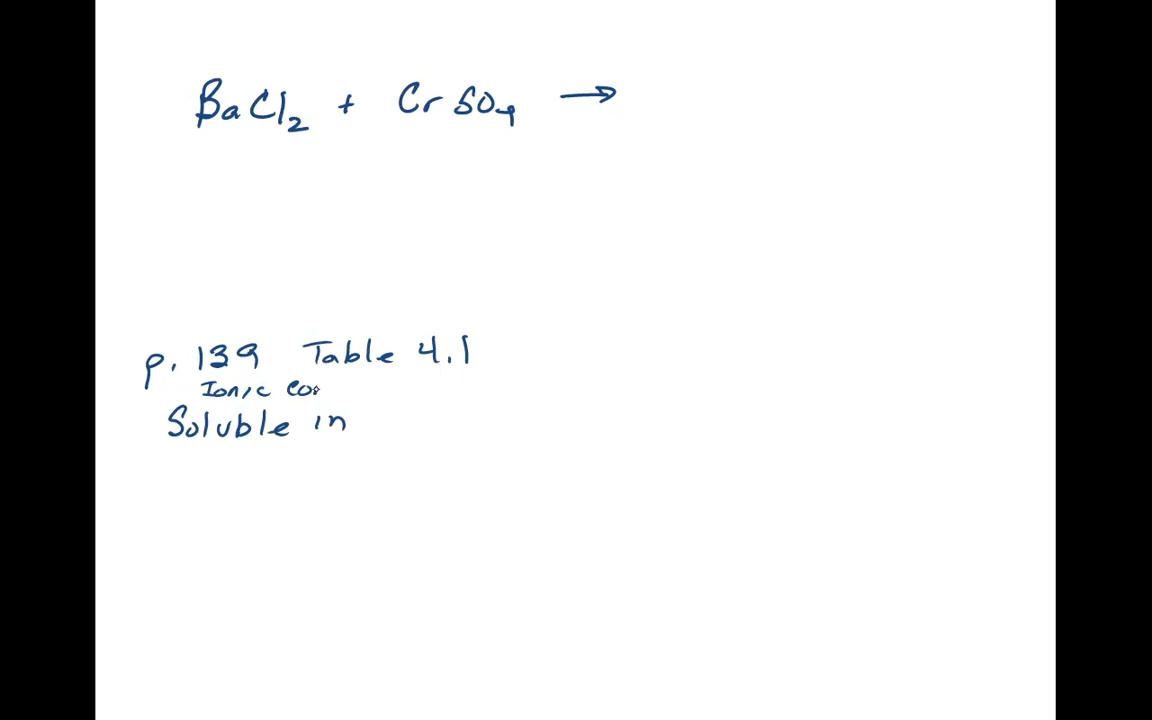 BaCl₂ + CrSO₄ →
p. 139 Table 4.1
Ionic co
Soluble in